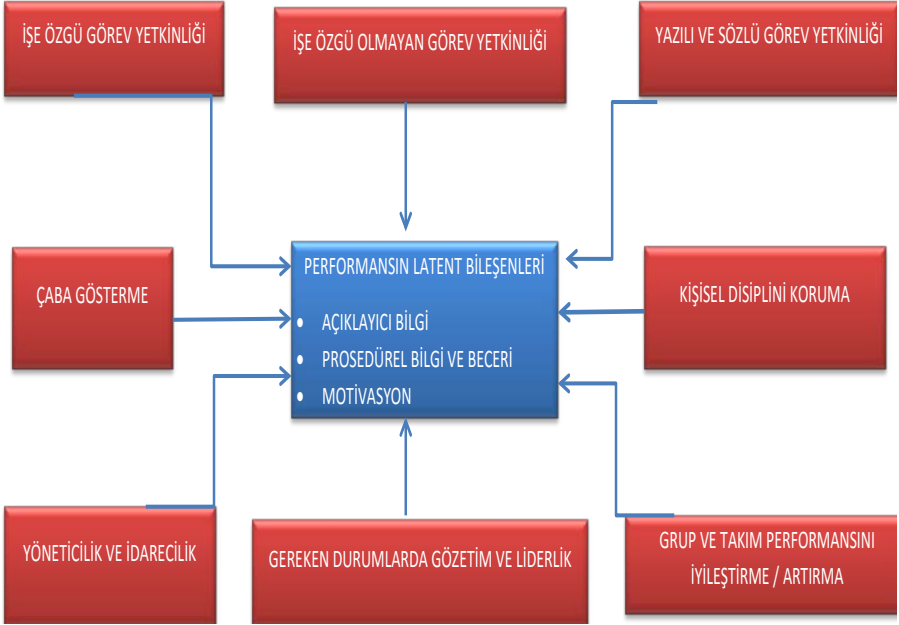 İŞE ÖZGÜ GÖREV YETKİNLİĞİ
İŞE ÖZGÜ OLMAYAN GÖREV YETKİNLİĞİ
YAZILI VE SÖZLÜ GÖREV YETKİNLİĞİ
ÇABA GÖSTERME
PERFORMANSIN LATENT BİLEŞENLERİ
• AÇIKLAYICI BİLGİ
• PROSEDÜREL BİLGİ VE BECERİ
• MOTİVASYON
KİŞİSEL DİSİPLİNİ KORUMA
YÖNETİCİLİK VE İDARECİLİK
GEREKEN DURUMLARDA GÖZETİM VE LİDERLİK
GRUP VE TAKIM PERFORMANSINI
İYİLEŞTİRME / ARTIRMA